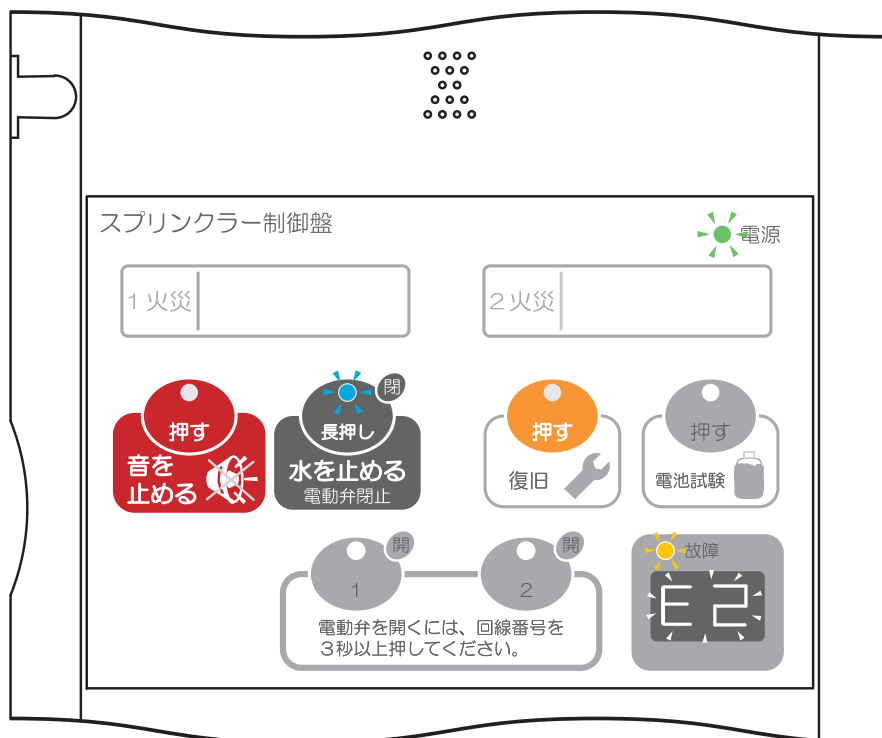 スプリンクラー制御盤
電源
1火災
2火災
押す
音を
止める
閉
長押し
水を止める
電動弁閉止
押す
復旧
押す
電池試験
開
1
開
2
電動弁を開くには、回線番号を
３秒以上押してください。
故障
E2